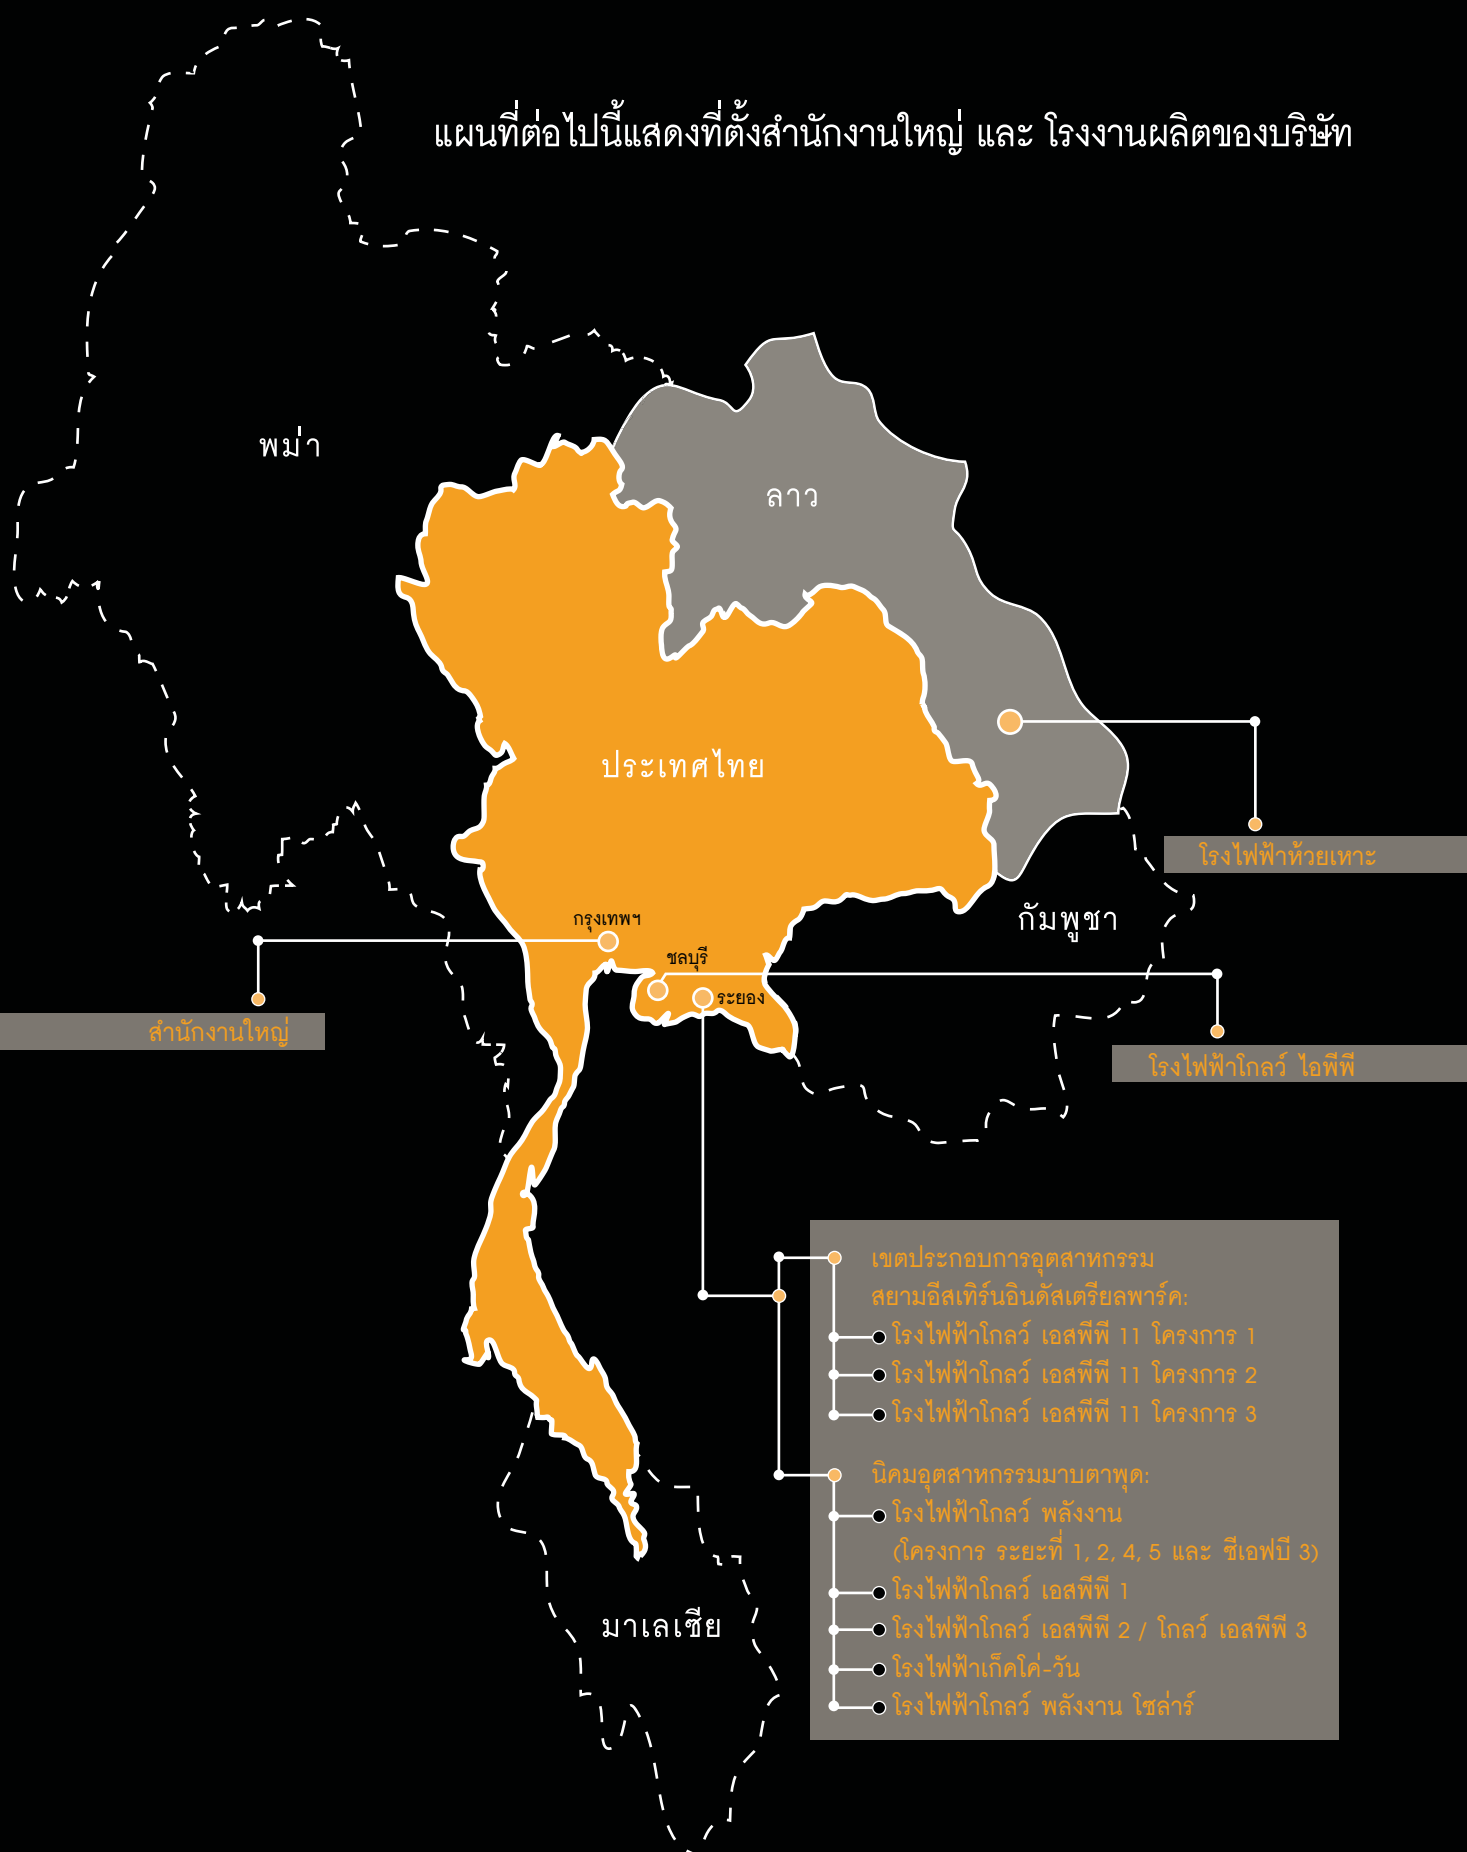 แผนที่ต่อไปนี้แสดงที่ตั้งสำนักงานใหญ่ และ โรงงานผลิตของบริษัท
พม่า
ลาว
ประเทศไทย
โรงไฟฟ้าห้วยเหาะ
กรุงเทพฯ
กัมพูชา
ชลบุรี
ระยอง
สำนักงานใหญ่
โรงไฟฟ้าโกลว์ ไอพีพี
เขตประกอบการอุตสาหกรรม
สยามอีสเทิร์นอินดัสเตรียลพาร์ค:
โรงไฟฟ้าโกลว์ เอสพีพี 11 โครงการ 1
โรงไฟฟ้าโกลว์ เอสพีพี 11 โครงการ 2
โรงไฟฟ้าโกลว์ เอสพีพี 11 โครงการ 3
นิคมอุตสาหกรรมมาบตาพุด:
โรงไฟฟ้าโกลว์ พลังงาน
(โครงการ ระยะที่ 1, 2, 4, 5 และ ซีเอฟบี 3)
โรงไฟฟ้าโกลว์ เอสพีพี 1
โรงไฟฟ้าโกลว์ เอสพีพี 2 / โกลว์ เอสพีพี 3
โรงไฟฟ้าเก็คโค่-วัน
โรงไฟฟ้าโกลว์ พลังงาน โซล่าร์
มาเลเซีย